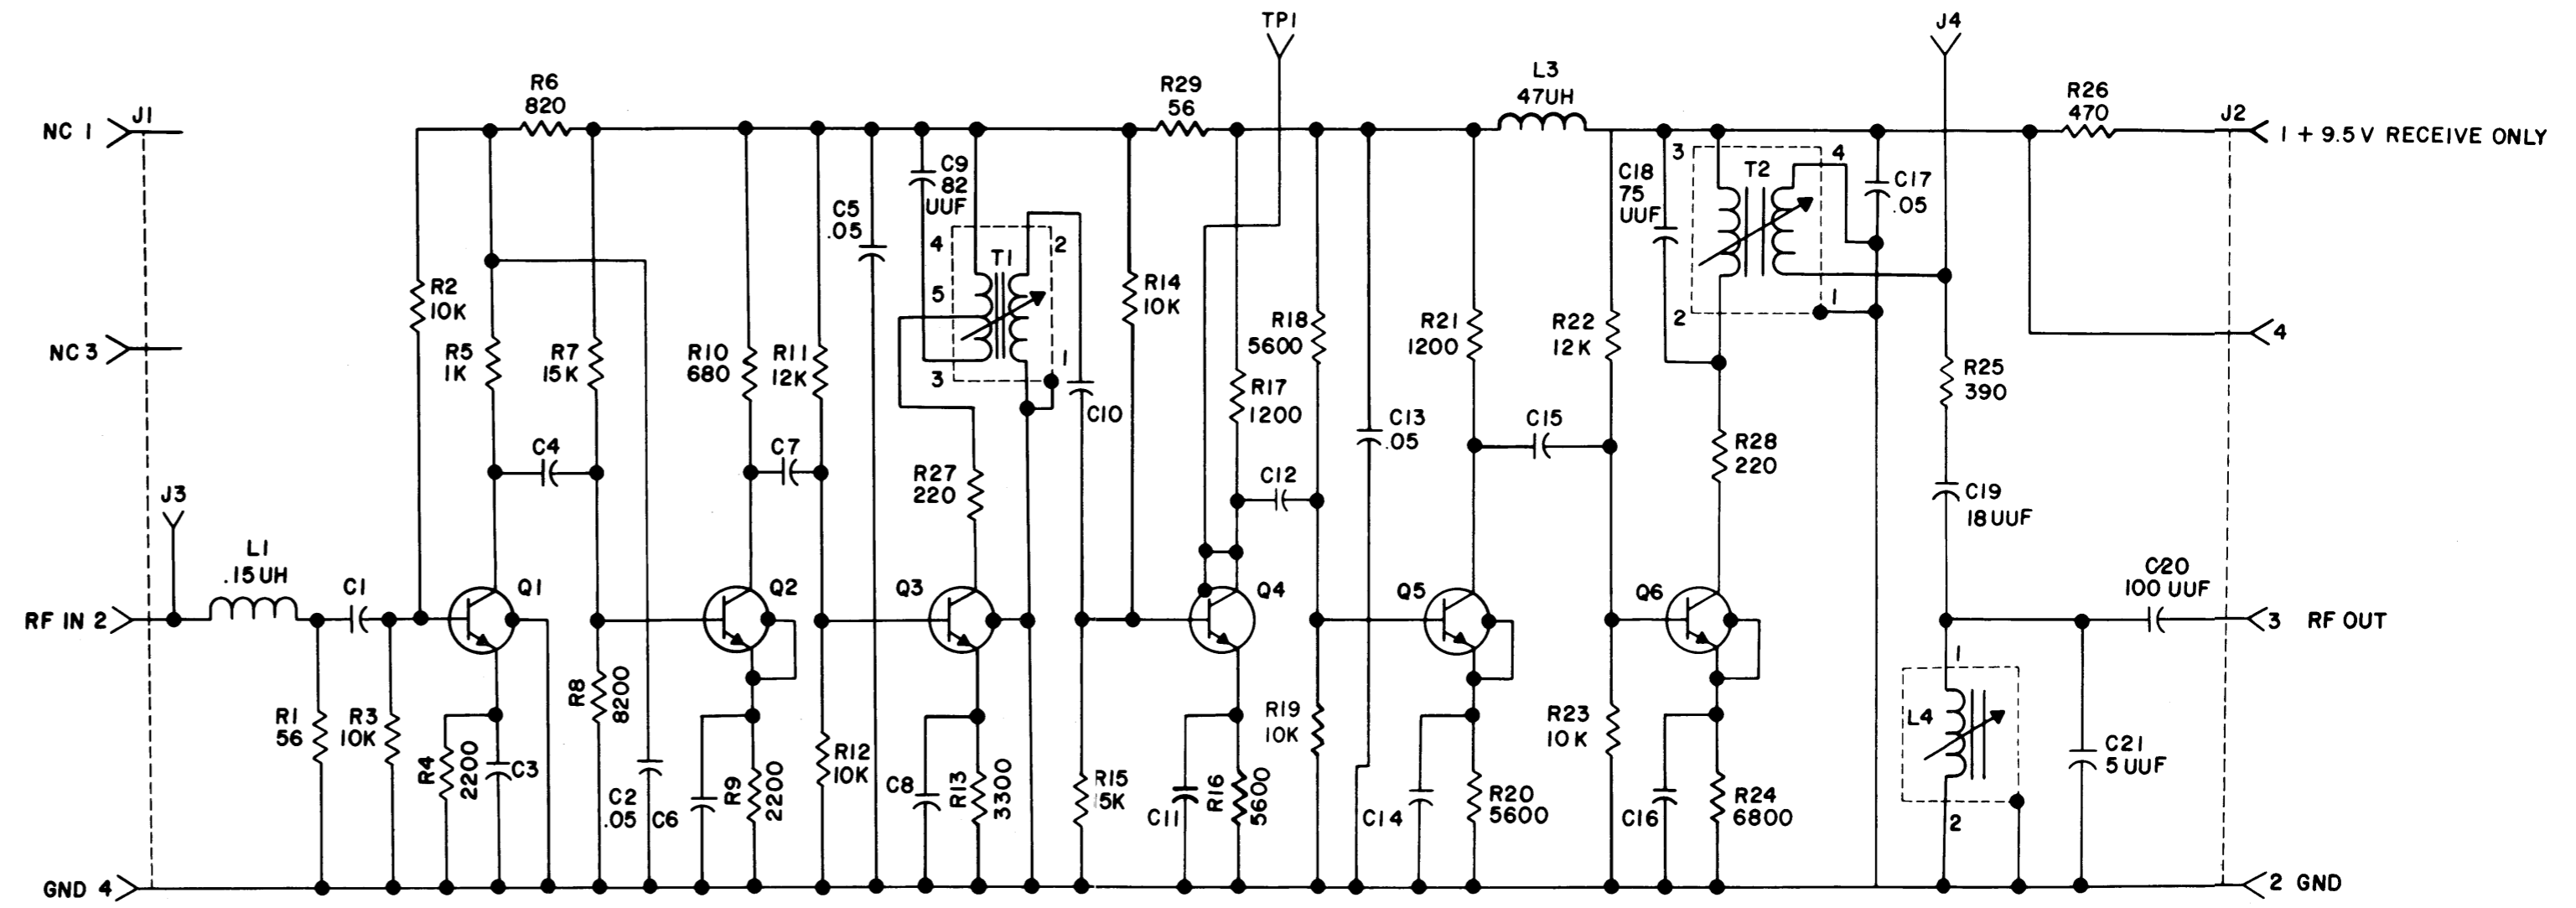 TP1
J4
R6
820
R29
56
L3
47UH
R26
470
J1
NC 1
J2
1 + 9.5 V RECEIVE ONLY
C9
82
UUF
C18
75
UUF
3
T2
4
C17
.05
C5
.05
4
T1
2
R2
10K
5
R14
10K
1
2
NC 3
R5
1K
R7
15K
R10
680
R11
12K
3
1
R18
5600
R21
1200
R22
12K
4
R17
1200
R25
390
C10
C4
C7
R27
220
C12
C13
.05
C15
R28
220
C19
18UUF
J3
L1
.15UH
C1
Q1
Q2
Q3
Q4
Q5
Q6
C20
100 UUF
RF IN 2
3 RF OUT
1
R1
56
R3
10K
R4
2200
C3
R8
8200
C2
.05
C6
R9
2200
R12
10K
C8
R13
3300
R15
15K
C11
R16
5600
R19
10K
C14
R20
5600
R23
10K
C16
R24
6800
L4
2
C21
5UUF
GND 4
2 GND